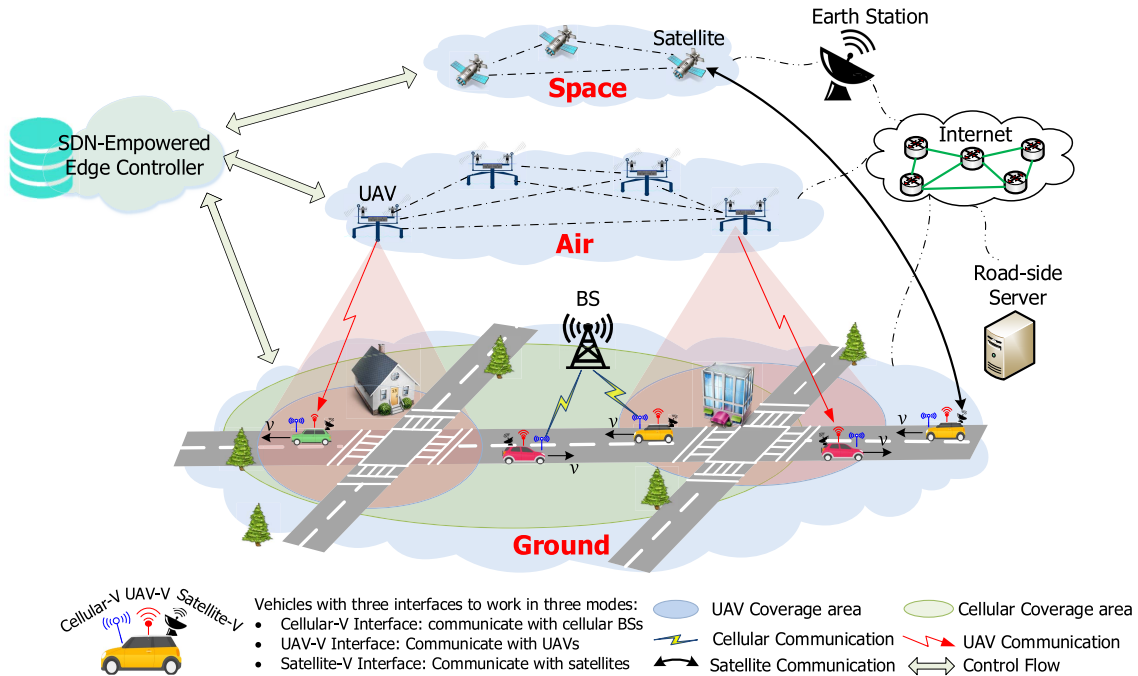 Earth Station
Satellite
Space
Internet
SDN-Empowered
Edge Controller
UAV
Air
Road-side
Server
BS
v
v
v
v
v
Ground
Cellular-V UAV-V Satellite-V
Vehicles with three interfaces to work in three modes:
• Cellular-V Interface: communicate with cellular BSs
• UAV-V Interface: Communicate with UAVs
• Satellite-V Interface: Communicate with satellites
UAV Coverage area
Cellular Coverage area
Cellular Communication
UAV Communication
Satellite Communication
Control Flow